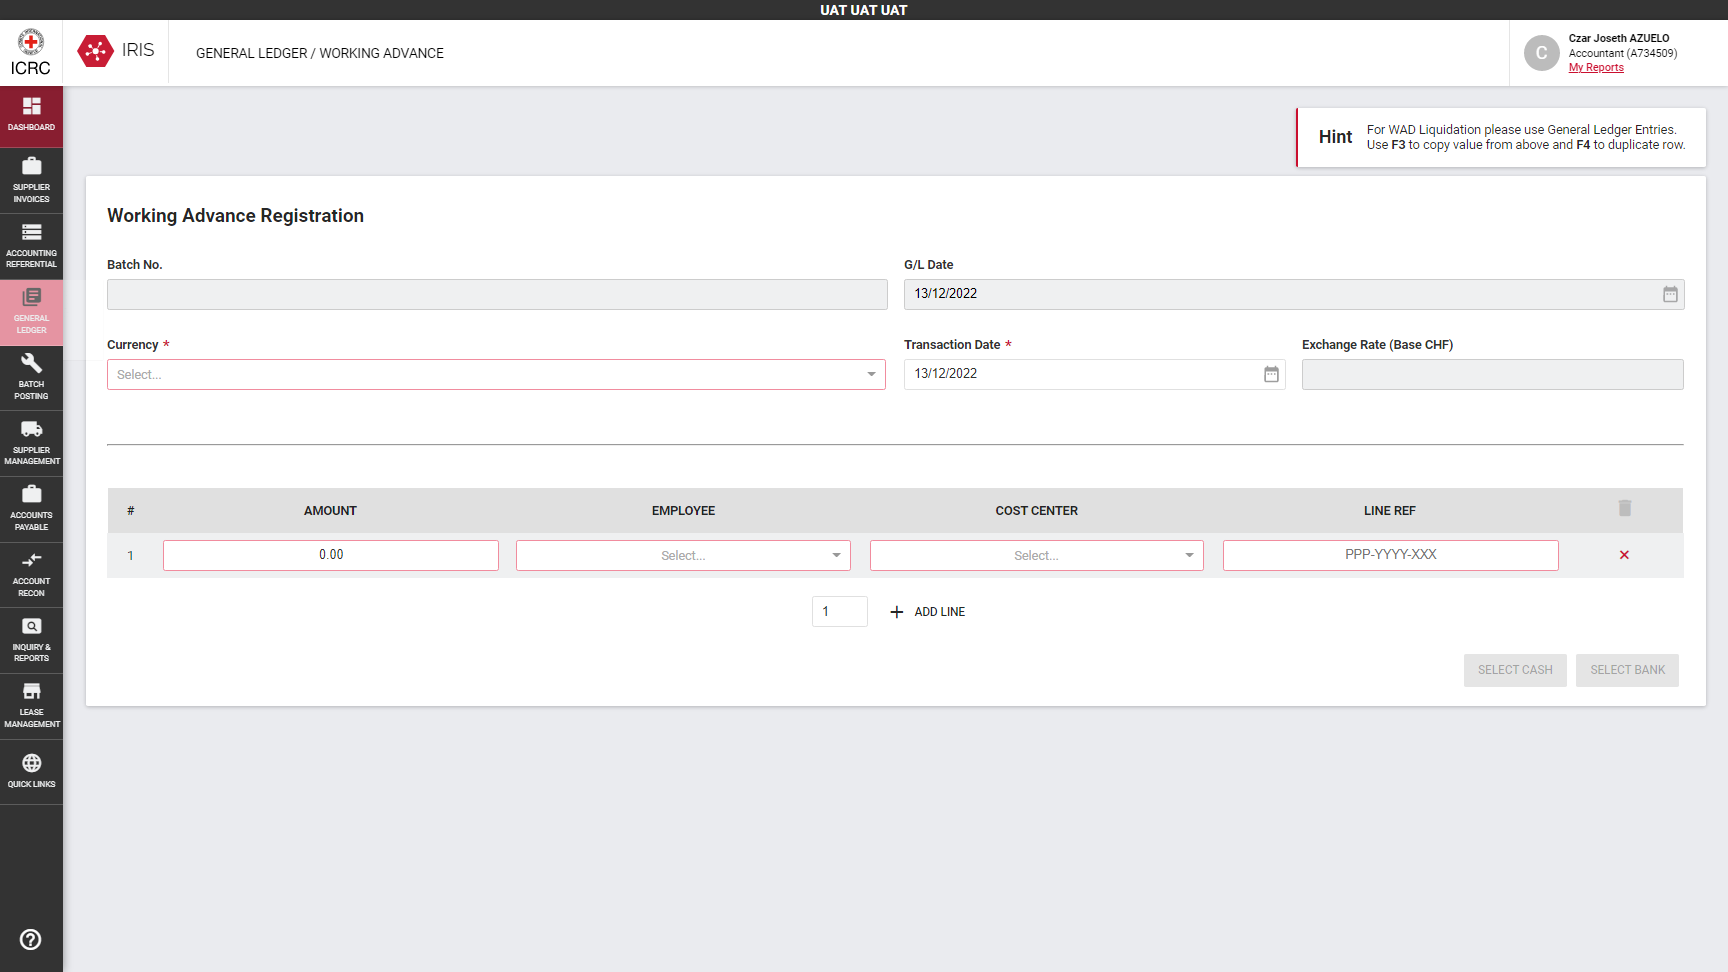 UAT UAT UAT
ICRC
IRIS
GENERAL LEDGER / WORKING ADVANCE
C
Czar Joseth AZUELO
Accountant (A734509)
My Reports
DASHBOARD
SUPPLIER
INVOICES
ACCOUNTING
REFERENTIAL
GENERAL
LEDGER
BATCH
POSTING
SUPPLIER
MANAGEMENT
ACCOUNTS
PAYABLE
ACCOUNT
RECON
INQUIRY &
REPORTS
LEASE
MANAGEMENT
QUICK LINKS
Hint
For WAD Liquidation please use General Ledger Entries.
Use F3 to copy value from above and F4 to duplicate row.
Working Advance Registration
Batch No.
G/L Date
13/12/2022
Currency *
Transaction Date *
Exchange Rate (Base CHF)
Select...
13/12/2022
# AMOUNT EMPLOYEE COST CENTER LINE REF
1 0.00 Select... Select... PPP-YYYY-XXX
1 ADD LINE
SELECT CASH SELECT BANK